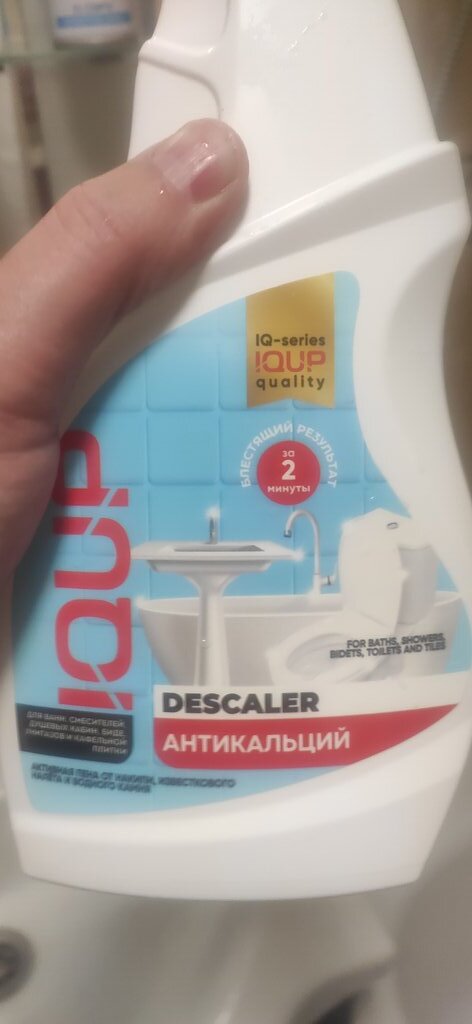 IQ-series
IQUP
quality
БЛЕСТЯЩИЙ РЕЗУЛЬТАТ
за
2
минуты
IQUP
FOR BATHS, SHOWERS,
BIDETS, TOILETS AND TILES
DESCALER
АНТИКАЛЬЦИЙ
ДЛЯ ВАНН, СМЕСИТЕЛЕЙ,
ДУШЕВЫХ КАБИН, БИДЕ,
УНИТАЗОВ И КАФЕЛЬНОЙ
ПЛИТКИ
АКТИВНАЯ ПЕНА ОТ НАКИПИ, ИЗВЕСТКОВОГО
НАЛЕТА И ВОДНОГО КАМНЯ